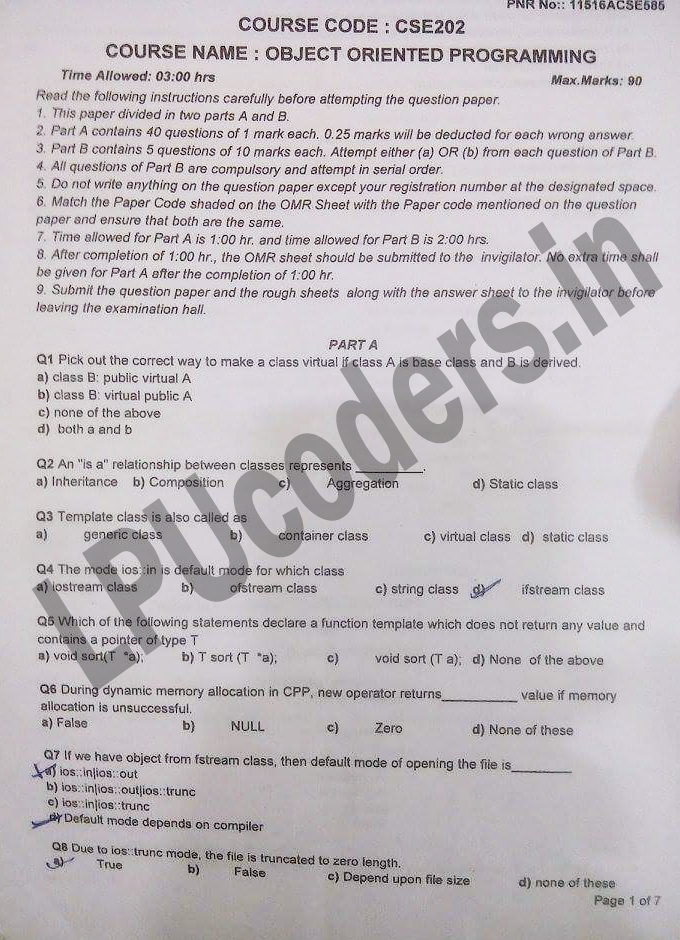 PNR No:: 11516ACSE585
COURSE CODE : CSE202
COURSE NAME : OBJECT ORIENTED PROGRAMMING
Time Allowed: 03:00 hrs Max.Marks: 90
Read the following instructions carefully before attempting the question paper.
1. This paper divided in two parts A and B.
2. Part A contains 40 questions of 1 mark each. 0.25 marks will be deducted for each wrong answer.
3. Part B contains 5 questions of 10 marks each. Attempt either (a) OR (b) from each question of Part B.
4. All questions of Part B are compulsory and attempt in serial order.
5. Do not write anything on the question paper except your registration number at the designated space.
6. Match the Paper Code shaded on the OMR Sheet with the Paper code mentioned on the question
paper and ensure that both are the same.
7. Time allowed for Part A is 1:00 hr. and time allowed for Part B is 2:00 hrs.
8. After completion of 1:00 hr., the OMR sheet should be submitted to the invigilator. No extra time shall
be given for Part A after the completion of 1:00 hr.
9. Submit the question paper and the rough sheets along with the answer sheet to the invigilator before
leaving the examination hall.
PART A
Q1 Pick out the correct way to make a class virtual if class A is base class and B is derived.
a) class B: public virtual A
b) class B: virtual public A
c) none of the above
d) both a and b
Q2 An "is a" relationship between classes represents ________.
a) Inheritance b) Composition c) Aggregation d) Static class
Q3 Template class is also called as
a) generic class b) container class c) virtual class d) static class
Q4 The mode ios::in is default mode for which class
a) iostream class b) ofstream class c) string class d) ifstream class
Q5 Which of the following statements declare a function template which does not return any value and
contains a pointer of type T
a) void sort(T *a); b) T sort (T *a); c) void sort (T a); d) None of the above
Q6 During dynamic memory allocation in CPP, new operator returns_________ value if memory
allocation is unsuccessful.
a) False b) NULL c) Zero d) None of these
Q7 If we have object from fstream class, then default mode of opening the file is_______
a) ios::in|ios::out
b) ios::in|ios::out|ios::trunc
c) ios::in|ios::trunc
d) Default mode depends on compiler
Q8 Due to ios::trunc mode, the file is truncated to zero length.
a) True b) False c) Depend upon file size d) none of these
Page 1 of 7
LPUcoders.in